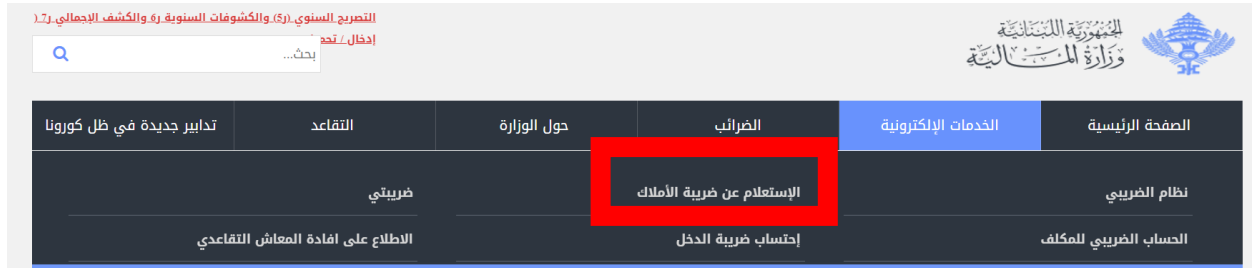 التصريح السنوي (ر5) والكشوفات السنوية ر6 والكشف الإجمالي ر7 (
إدخال / تحم
بحث...
الجمهورية اللبنانية
وزارة المالية
الصفحة الرئيسية
الخدمات الإلكترونية
الضرائب
حول الوزارة
التقاعد
تدابير جديدة في ظل كورونا
نظام الضريبي
الإستعلام عن ضريبة الأملاك
ضريبتي
الحساب الضريبي للمكلف
إحتساب ضريبة الدخل
الاطلاع على افادة المعاش التقاعدي